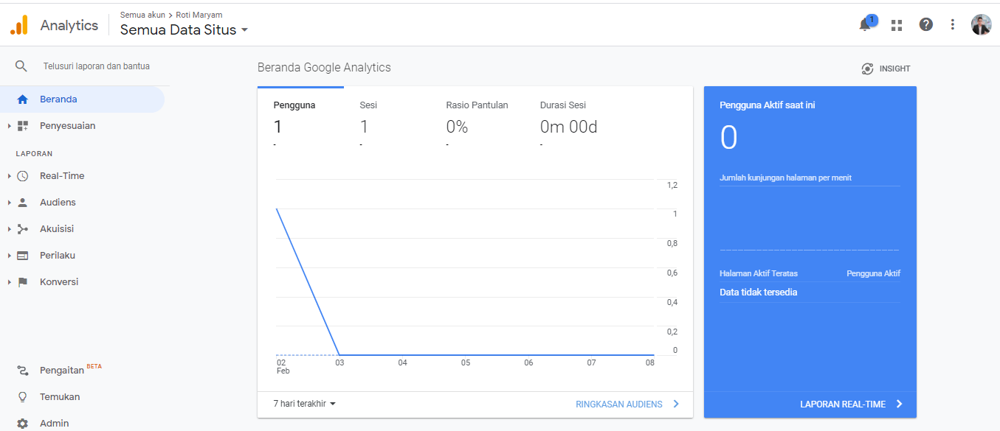 Analytics
Semua akun > Roti Maryam
Semua Data Situs
1
Telusuri laporan dan bantua
Beranda
Penyesuaian
LAPORAN
Real-Time
Audiens
Akuisisi
Perilaku
Konversi
Pengaitan BETA
Temukan
Admin
Beranda Google Analytics
INSIGHT
Pengguna Sesi Rasio Pantulan Durasi Sesi
1 1 0% 0m 00d
- - - -
1,2
1
0,8
0,6
0,4
0,2
0
02 03 04 05 06 07 08
Feb
7 hari terakhir
RINGKASAN AUDIENS
Pengguna Aktif saat ini
0
Jumlah kunjungan halaman per menit
Halaman Aktif Teratas Pengguna Aktif
Data tidak tersedia
LAPORAN REAL-TIME